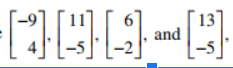 [-9 4], [11 -5], [6 -2], and [13 -5],